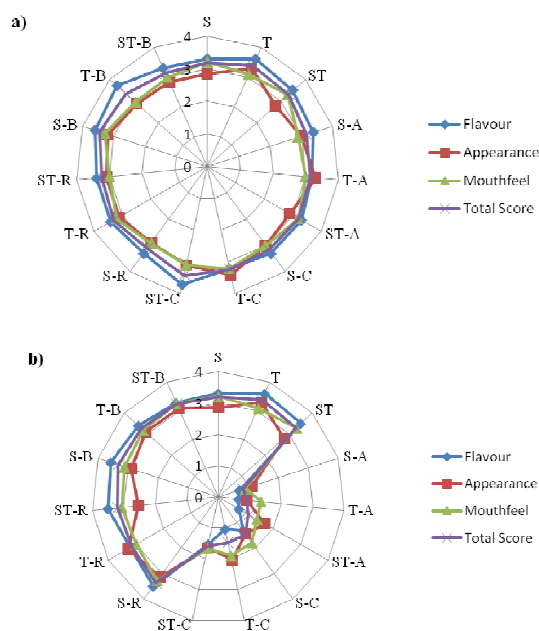 a)
S
ST-B
T
T-B
ST
S-B
S-A
ST-R
T-A
T-R
ST-A
S-R
S-C
ST-C
T-C
4
3
2
1
0
Flavour
Appearance
Mouthfeel
Total Score
b)
S
ST-B
T
T-B
ST
S-B
S-A
ST-R
T-A
T-R
ST-A
S-R
S-C
ST-C
T-C
4
3
2
1
0
Flavour
Appearance
Mouthfeel
Total Score